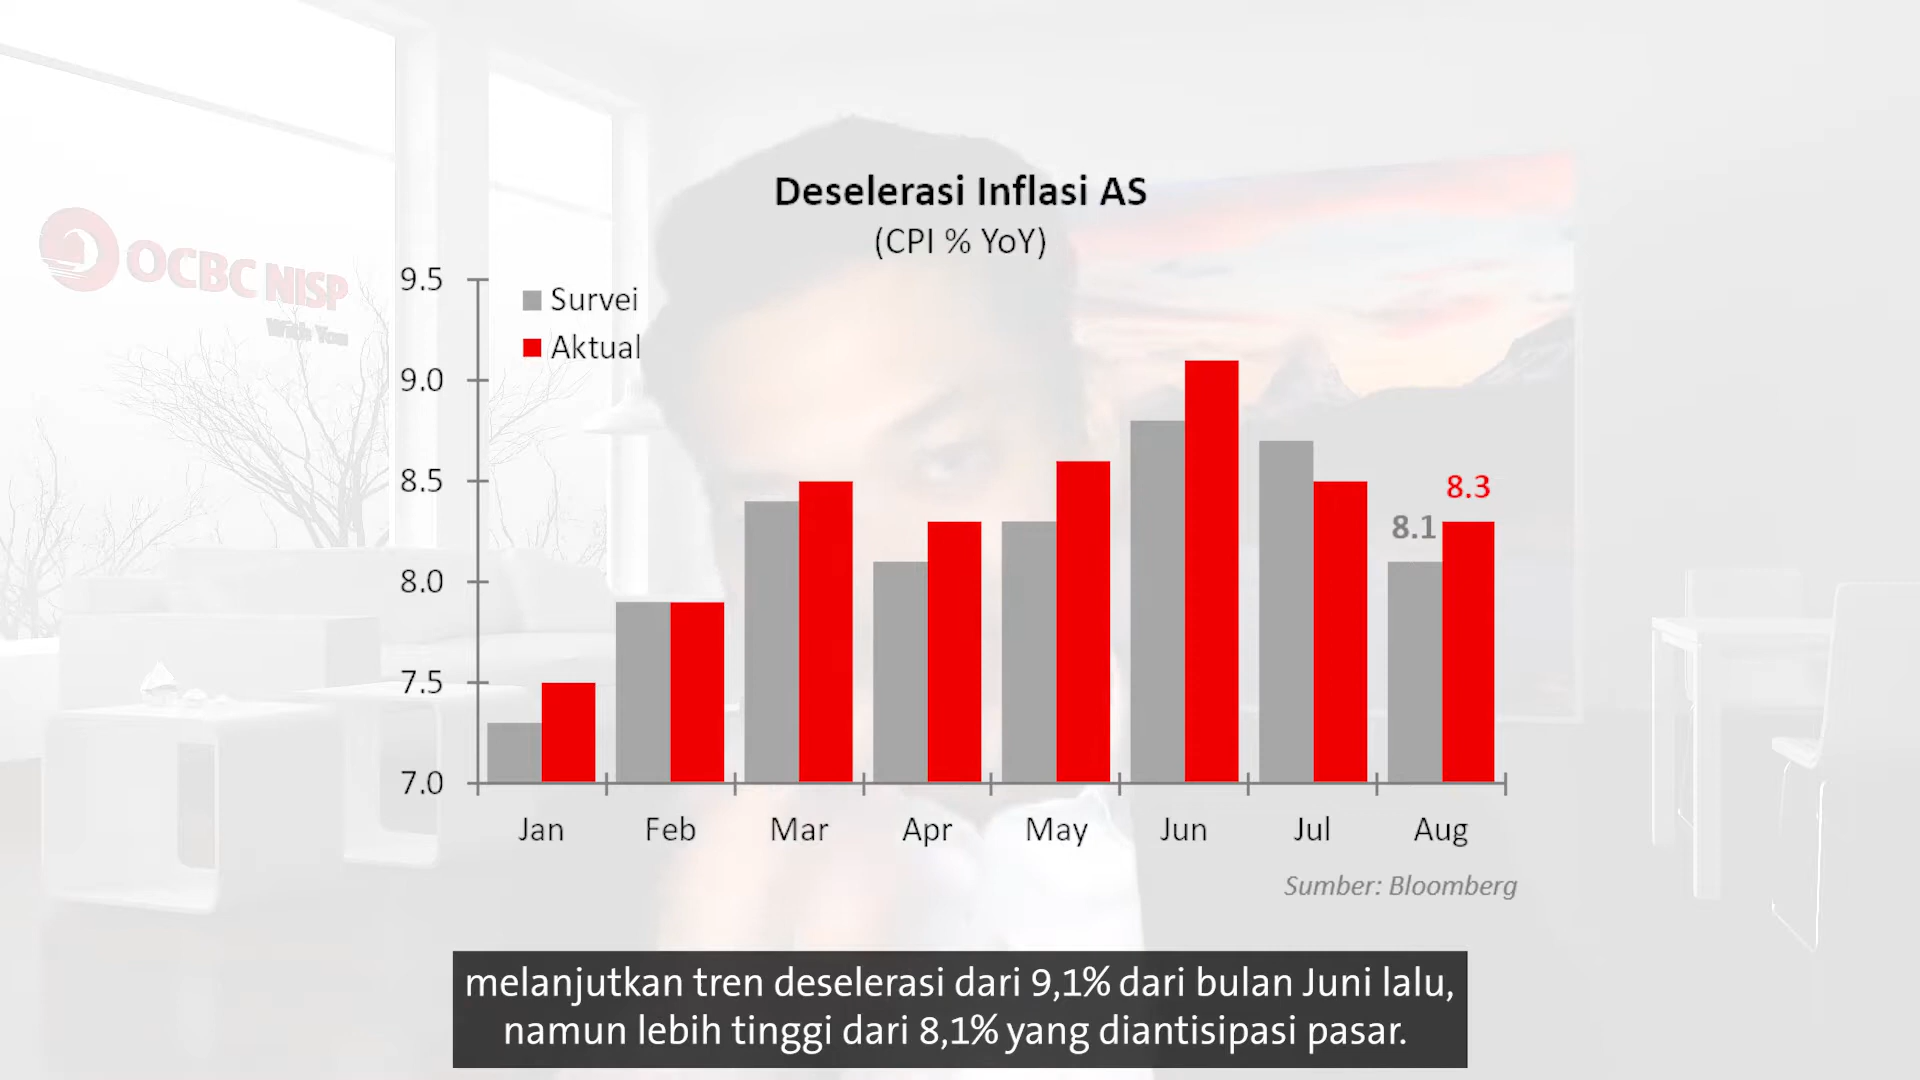 Deselerasi Inflasi AS
(CPI % YoY)
OCBC NISP
With You
Survei
Aktual
9.5
9.0
8.5
8.0
7.5
7.0
8.1
8.3
Jan Feb Mar Apr May Jun Jul Aug
Sumber: Bloomberg
melanjutkan tren deselerasi dari 9,1% dari bulan Juni lalu,
namun lebih tinggi dari 8,1% yang diantisipasi pasar.